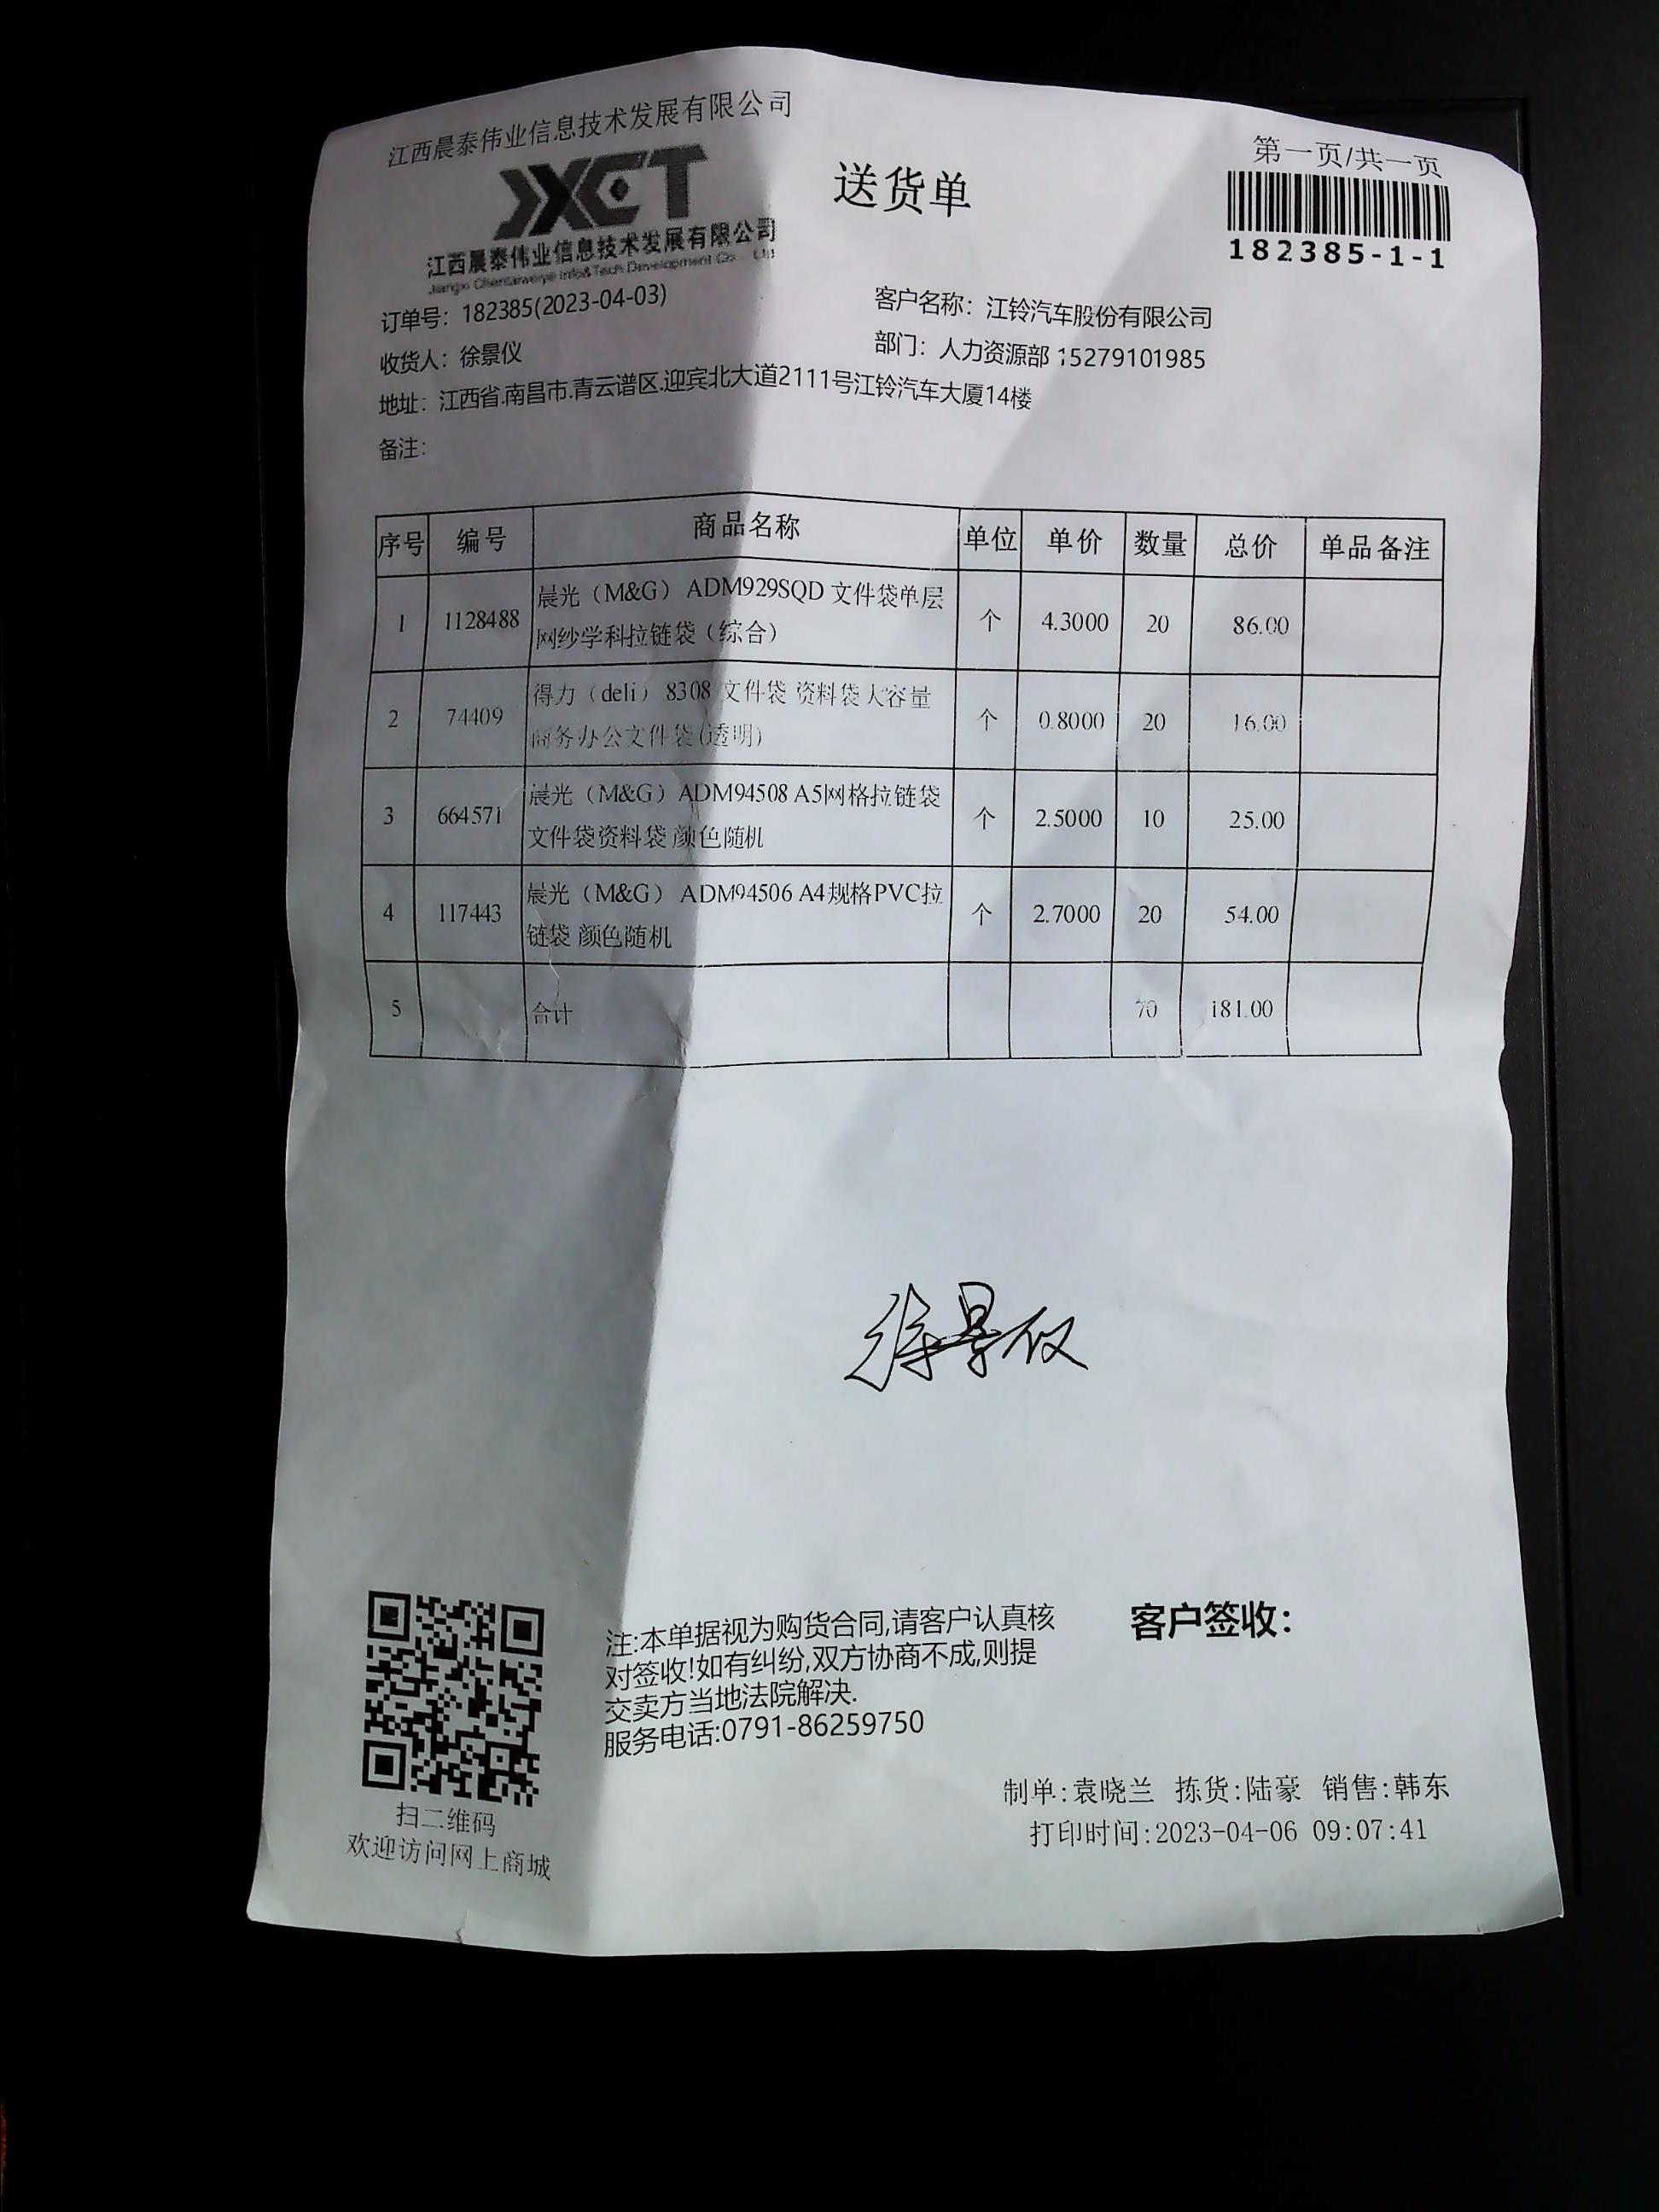 江西晨泰伟业信息技术发展有限公司
第一页/共一页
XCT
送货单
江西晨泰伟业信息技术发展有限公司
Jiangxi Chentaiweiye Info&Tech Development Co., Ltd
182385-1-1
订单号：182385(2023-04-03)
客户名称：江铃汽车股份有限公司
收货人：徐景仪
部门：人力资源部 15279101985
地址：江西省.南昌市.青云谱区.迎宾北大道2111号江铃汽车大厦14楼
备注：
序号 编号 商品名称 单位 单价 数量 总价 单品备注
1 1128488 晨光（M&G）ADM929SQD 文件袋单层 个 4.3000 20 86.00
网纱学科拉链袋（综合）
2 74409 得力（deli）8308 文件袋 资料袋大容量 个 0.8000 20 16.00
商务办公文件袋(透明)
3 664571 晨光（M&G）ADM94508 A5网格拉链袋 个 2.5000 10 25.00
文件袋资料袋 颜色随机
4 117443 晨光（M&G）ADM94506 A4规格PVC拉 个 2.7000 20 54.00
链袋 颜色随机
5 合计 70 181.00
徐景仪
注:本单据视为购货合同,请客户认真核
对签收!如有纠纷,双方协商不成,则提
交卖方当地法院解决.
服务电话:0791-86259750
客户签收：
扫二维码
欢迎访问网上商城
制单:袁晓兰 拣货:陆豪 销售:韩东
打印时间:2023-04-06 09:07:41